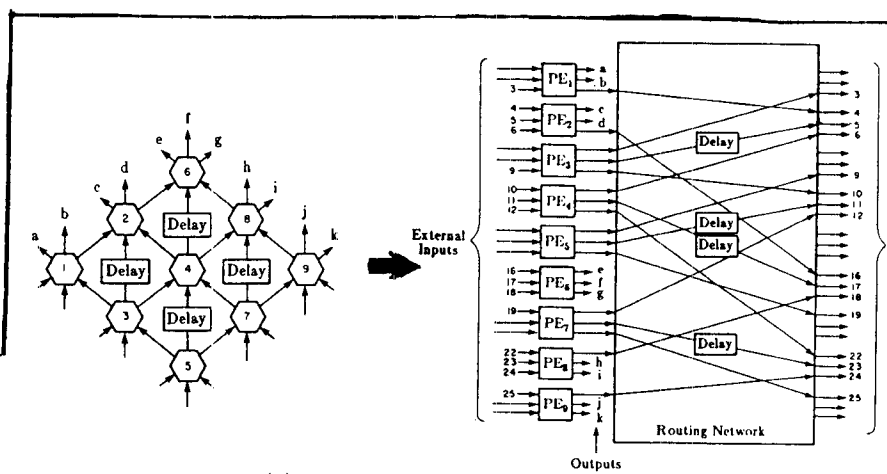 f
e g
6
d h
c i
2 Delay 8
b j
a k
1 Delay 4 Delay 9
3 Delay 7
5
External
Inputs
PE1 a
b
3
4 PE2 c
5 d
6
PE3
9
10 PE4
11
12
PE5
16 PE6 e
17 f
18 g
19 PE7
22 PE8
23 h
24 i
25 PE9 j
k
Delay
Delay
Delay
Delay
3
4
5
6
9
10
11
12
16
17
18
19
22
23
24
25
Routing Network
Outputs